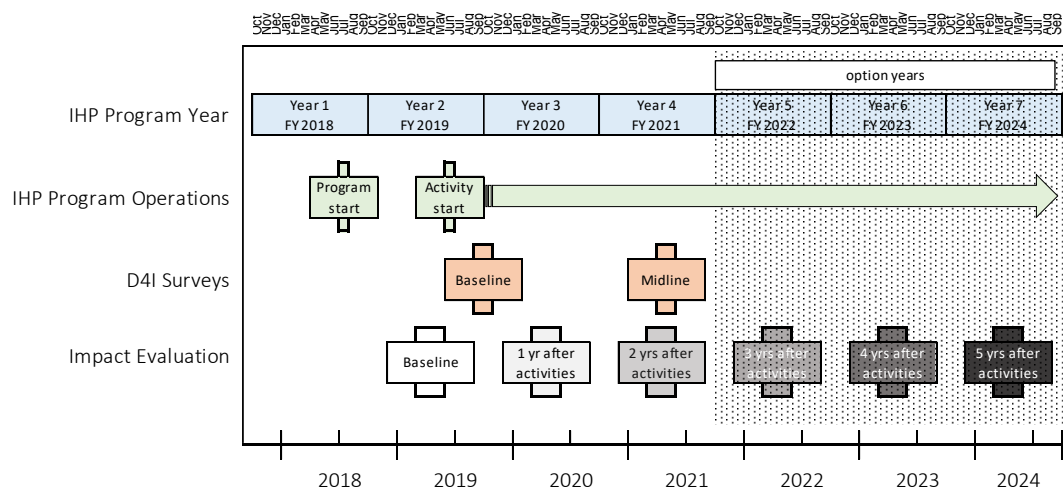 Oct Nov Dec Jan Feb Mar Apr May Jun Jul Aug Sep Oct Nov Dec Jan Feb Mar Apr May Jun Jul Aug Sep Oct Nov Dec Jan Feb Mar Apr May Jun Jul Aug Sep Oct Nov Dec Jan Feb Mar Apr May Jun Jul Aug Sep Oct Nov Dec Jan Feb Mar Apr May Jun Jul Aug Sep Oct Nov Dec Jan Feb Mar Apr May Jun Jul Aug Sep Oct Nov Dec Jan Feb Mar Apr May Jun Jul Aug Sep
option years
IHP Program Year
Year 1
FY 2018
Year 2
FY 2019
Year 3
FY 2020
Year 4
FY 2021
Year 5
FY 2022
Year 6
FY 2023
Year 7
FY 2024
IHP Program Operations
Program
start
Activity
start
D4I Surveys
Baseline
Midline
Impact Evaluation
Baseline
1 yr after
activities
2 yrs after
activities
3 yrs after
activities
4 yrs after
activities
5 yrs after
activities
2018 2019 2020 2021 2022 2023 2024